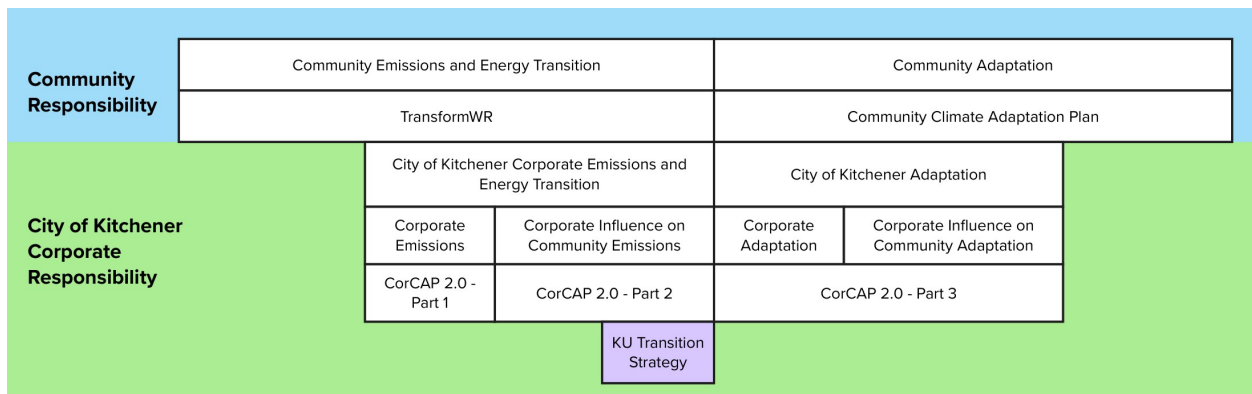 Community
Responsibility
Community Emissions and Energy Transition
Community Adaptation
TransformWR
Community Climate Adaptation Plan
City of Kitchener
Corporate
Responsibility
City of Kitchener Corporate Emissions and
Energy Transition
City of Kitchener Adaptation
Corporate
Emissions
Corporate Influence on
Community Emissions
Corporate
Adaptation
Corporate Influence on
Community Adaptation
CorCAP 2.0 -
Part 1
CorCAP 2.0 - Part 2
CorCAP 2.0 - Part 3
KU Transition
Strategy